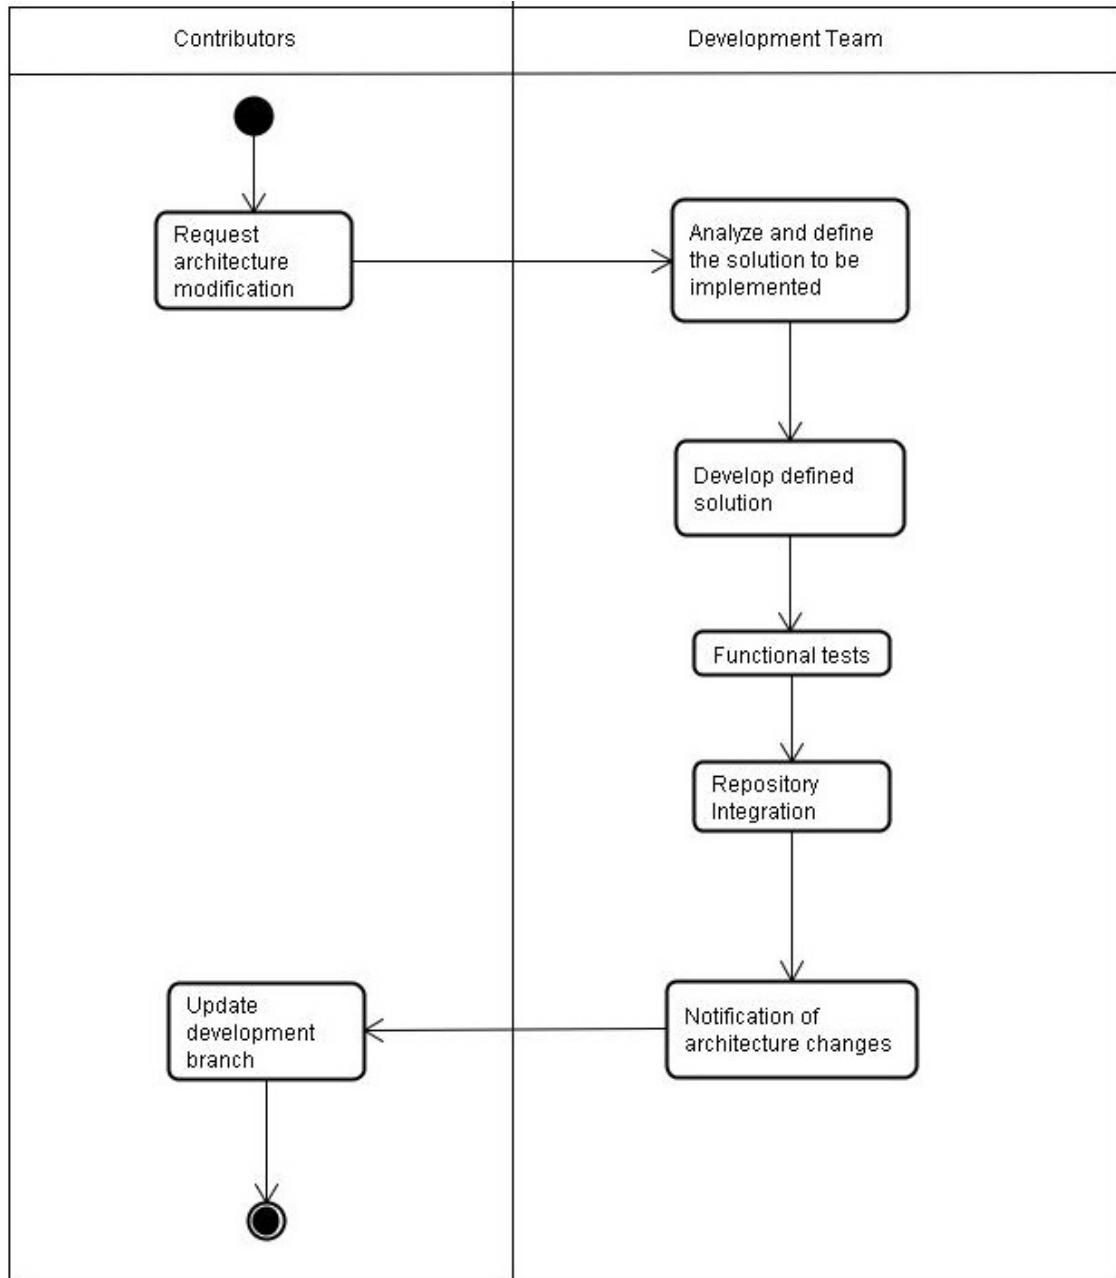 Contributors
Development Team
Request
architecture
modification
Analyze and define
the solution to be
implemented
Develop defined
solution
Functional tests
Repository
Integration
Notification of
architecture changes
Update
development
branch